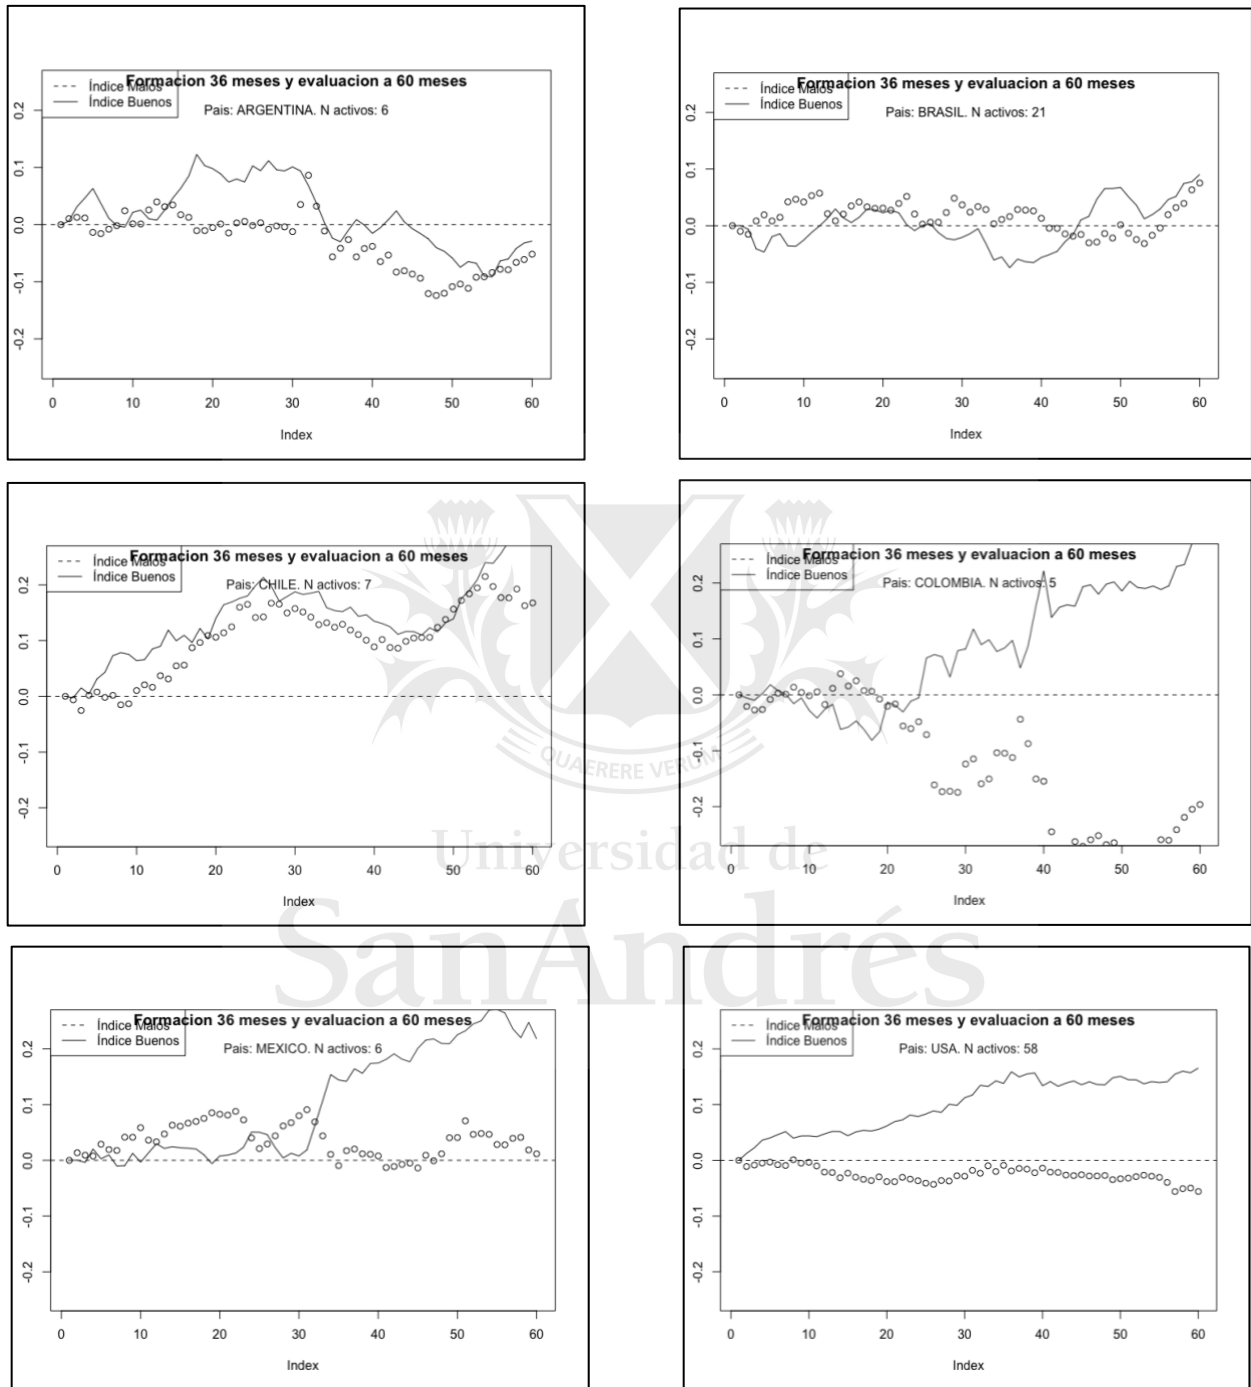 Formacion 36 meses y evaluacion a 60 meses
Índice Malos
Índice Buenos
Pais: ARGENTINA. N activos: 6
0.2
0.1
0.0
-0.1
-0.2
0 10 20 30 40 50 60
Index
Formacion 36 meses y evaluacion a 60 meses
Índice Malos
Índice Buenos
Pais: BRASIL. N activos: 21
0.2
0.1
0.0
-0.1
-0.2
0 10 20 30 40 50 60
Index
Formacion 36 meses y evaluacion a 60 meses
Índice Malos
Índice Buenos
Pais: CHILE. N activos: 7
0.2
0.1
0.0
-0.1
-0.2
0 10 20 30 40 50 60
Index
Formacion 36 meses y evaluacion a 60 meses
Índice Malos
Índice Buenos
Pais: COLOMBIA. N activos: 5
0.2
0.1
0.0
-0.1
-0.2
0 10 20 30 40 50 60
Index
QUAERERE VERUM
Universidad de
SanAndrés
Formacion 36 meses y evaluacion a 60 meses
Índice Malos
Índice Buenos
Pais: MEXICO. N activos: 6
0.2
0.1
0.0
-0.1
-0.2
0 10 20 30 40 50 60
Index
Formacion 36 meses y evaluacion a 60 meses
Índice Malos
Índice Buenos
Pais: USA. N activos: 58
0.2
0.1
0.0
-0.1
-0.2
0 10 20 30 40 50 60
Index